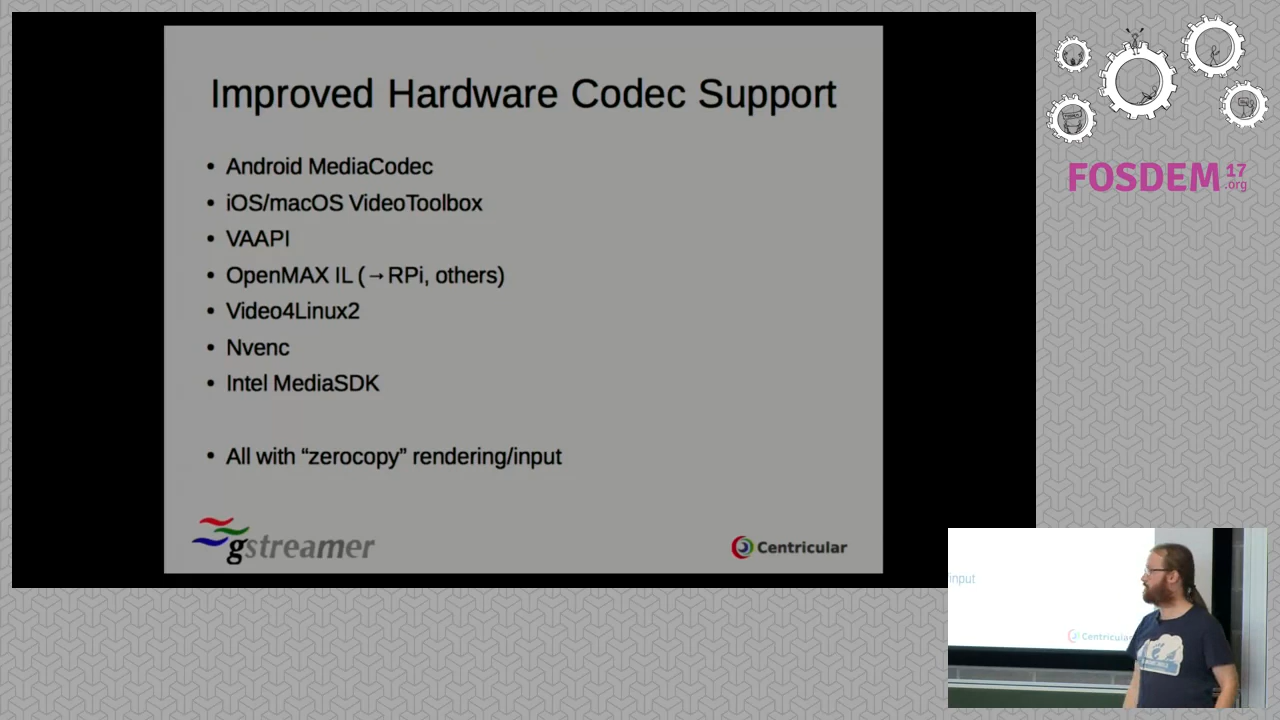 Improved Hardware Codec Support
• Android MediaCodec
• iOS/macOS VideoToolbox
• VAAPI
• OpenMAX IL (→RPi, others)
• Video4Linux2
• Nvenc
• Intel MediaSDK
• All with “zerocopy” rendering/input
gstreamer
Centricular
FOSDEM 17
.org
input
Centricular